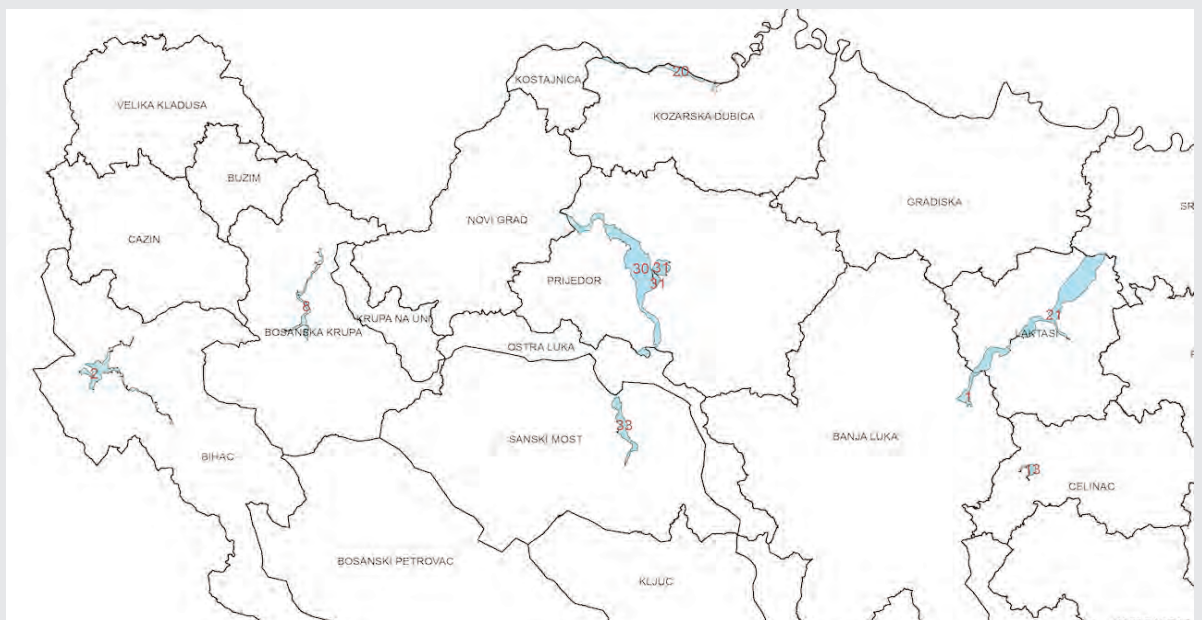 20
KOSTAJNICA
VELIKA KLADUSA
KOZARSKA DUBICA
BUZIM
GRADISKA
NOVI GRAD
CAZIN
30
31
31
PRIJEDOR
8
21
KRUPA NA UNI
BOSANSKA KRUPA
LAKTASI
OSTRA LUKA
2
1
33
SANSKI MOST
BANJA LUKA
BIHAC
13
CELINAC
BOSANSKI PETROVAC
KLJUC